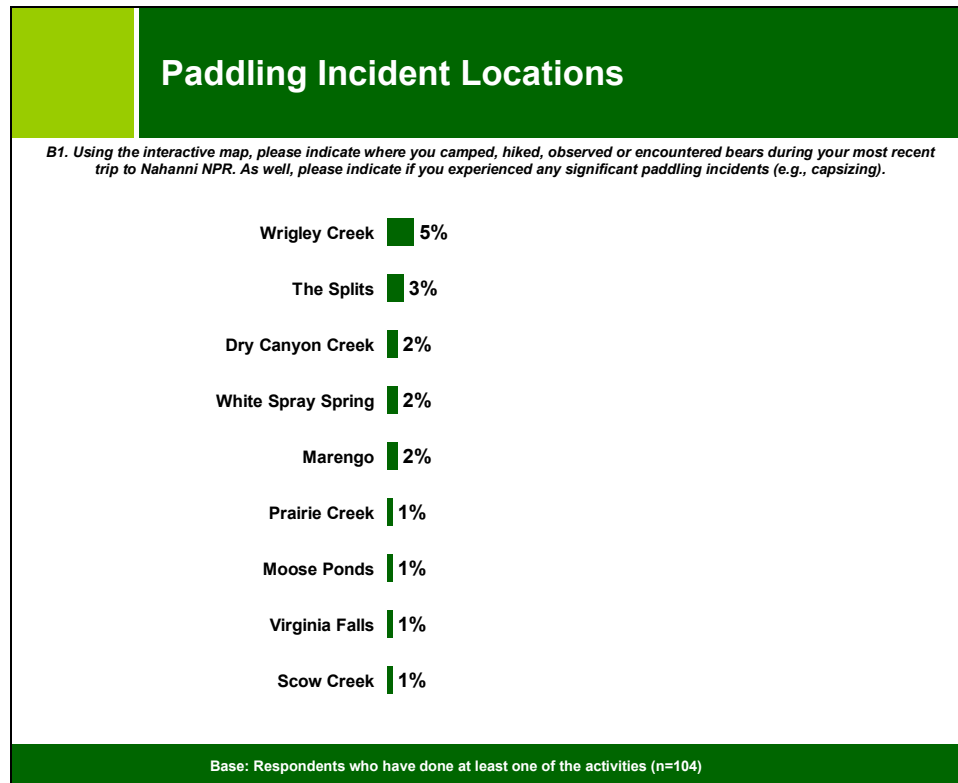 Paddling Incident Locations
B1. Using the interactive map, please indicate where you camped, hiked, observed or encountered bears during your most recent
trip to Nahanni NPR. As well, please indicate if you experienced any significant paddling incidents (e.g., capsizing).
Wrigley Creek 5%
The Splits 3%
Dry Canyon Creek 2%
White Spray Spring 2%
Marengo 2%
Prairie Creek 1%
Moose Ponds 1%
Virginia Falls 1%
Scow Creek 1%
Base: Respondents who have done at least one of the activities (n=104)